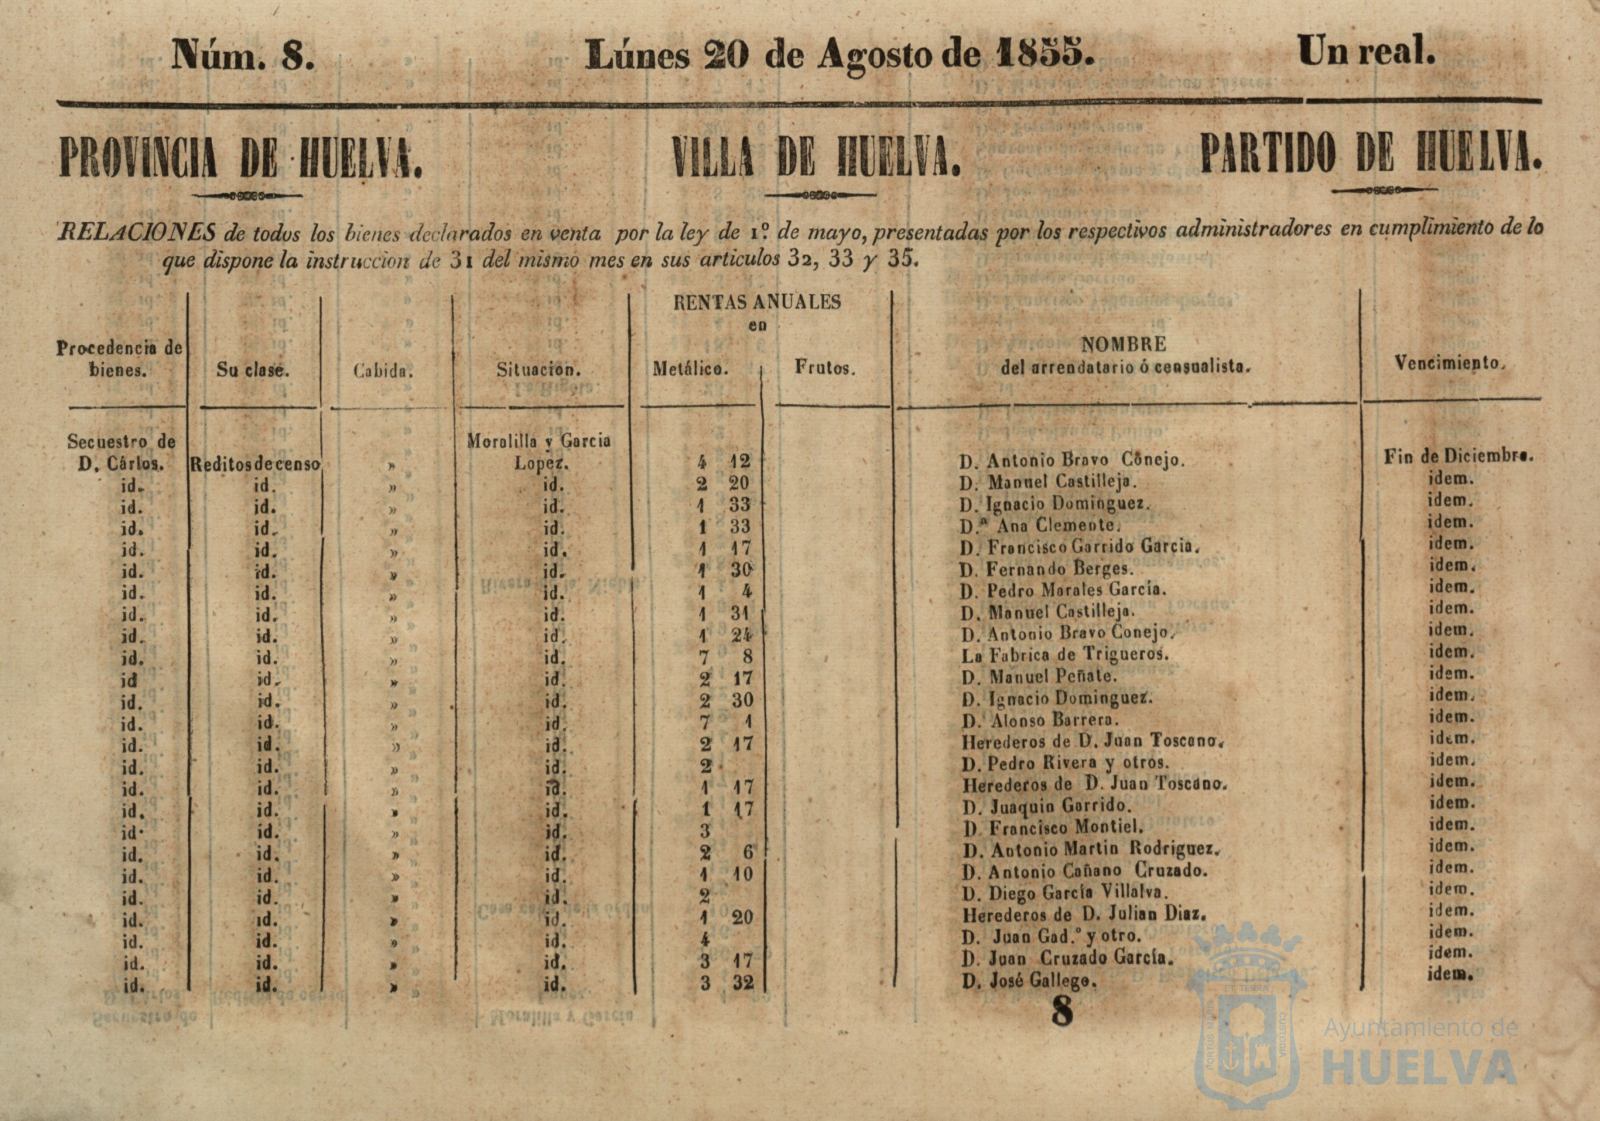 Núm. 8. Lúnes 20 de Agosto de 1855. Un real.
PROVINCIA DE HUELVA. VILLA DE HUELVA. PARTIDO DE HUELVA.
RELACIONES de todos los bienes declarados en venta por la ley de 1.º de mayo, presentadas por los respectivos administradores en cumplimiento de lo
que dispone la instruccion de 31 del mismo mes en sus articulos 32, 33 y 35.
RENTAS ANUALES
en
Procedencia de bienes. Su clase. Cabida. Situacion. Metálico. Frutos. NOMBRE del arrendatario ó censualista. Vencimiento.
Secuestro de D. Cárlos. Reditos de censo » Moralilla y Garcia Lopez. 4 12 D. Antonio Bravo Conejo. Fin de Diciembre.
id. id. » id. 2 20 D. Manuel Castilleja. idem.
id. id. » id. 1 33 D. Ignacio Dominguez. idem.
id. id. » id. 1 33 D.ª Ana Clemente. idem.
id. id. » id. 1 17 D. Francisco Garrido Garcia. idem.
id. id. » id. 1 30 D. Fernando Berges. idem.
id. id. » id. 1 4 D. Pedro Morales García. idem.
id. id. » id. 1 31 D. Manuel Castilleja. idem.
id. id. » id. 1 24 D. Antonio Bravo Conejo. idem.
id. id. » id. 7 8 La Fabrica de Trigueros. idem.
id id. » id. 2 17 D. Manuel Peñate. idem.
id. id. » id. 2 30 D. Ignacio Dominguez. idem.
id. id. » id. 7 1 D. Alonso Barrera. idem.
id. id. » id. 2 17 Herederos de D. Juan Toscano. idem.
id. id. » id. 2 D. Pedro Rivera y otros. idem.
id. id. » id. 1 17 Herederos de D. Juan Toscano. idem.
id. id. » id. 1 17 D. Juaquin Garrido. idem.
id. id. » id. 3 D. Francisco Montiel. idem.
id. id. » id. 2 6 D. Antonio Martin Rodriguez. idem.
id. id. » id. 1 10 D. Antonio Cañano Cruzado. idem.
id. id. » id. 2 D. Diego García Villalva. idem.
id. id. » id. 1 20 Herederos de D. Julian Diaz. idem.
id. id. » id. 4 D. Juan Gad.º y otro. idem.
id. id. » id. 3 17 D. Juan Cruzado García. idem.
id. id. » id. 3 32 D. José Gallego. idem.
8
Ayuntamiento de
HUELVA